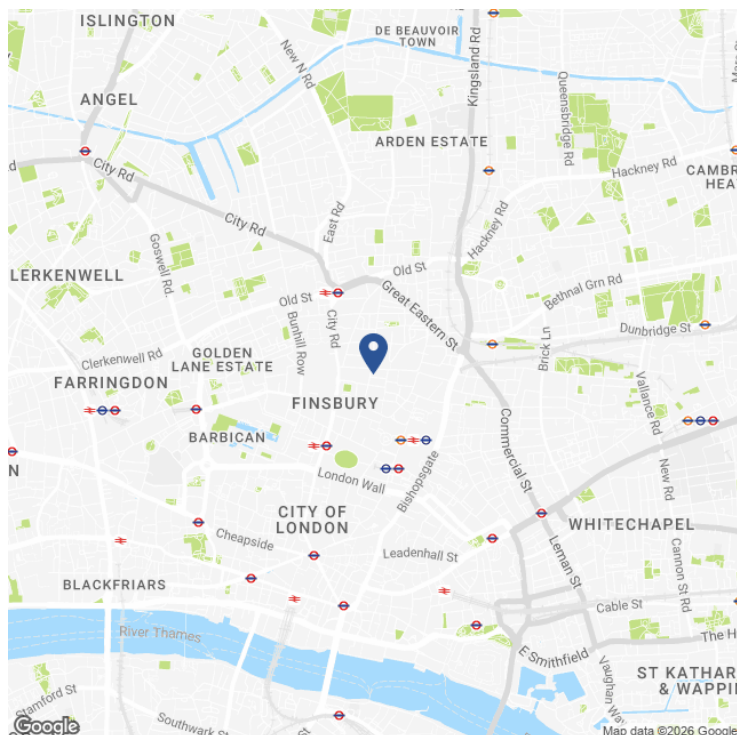 ISLINGTON
DE BEAUVOIR
TOWN
New N Rd
Kingsland Rd
ANGEL
Queensbridge Rd
ARDEN ESTATE
City Rd
Hackney Rd
CAMBR
HEA
City Rd
East Rd
Hackney Rd
Goswell Rd.
LERKENWELL
Old St
Bethnal Grn Rd
Old St
Great Eastern St
Bunhill Row
City Rd
Dunbridge St
Brick Ln
Clerkenwell Rd
GOLDEN
LANE ESTATE
FARRINGDON
Vallance Rd
FINSBURY
BARBICAN
Commercial St
N
London Wall
Bishopsgate
New Rd
CITY OF
LONDON
WHITECHAPEL
Cheapside
Leadenhall St
Leman St
Cannon St Rd
BLACKFRIARS
Cable St
River Thames
The H
E Smithfield
Vaughan Way
ST KATHAR
& WAPPI
Stamford St
Southwark St
Google
Map data ©2026 Google